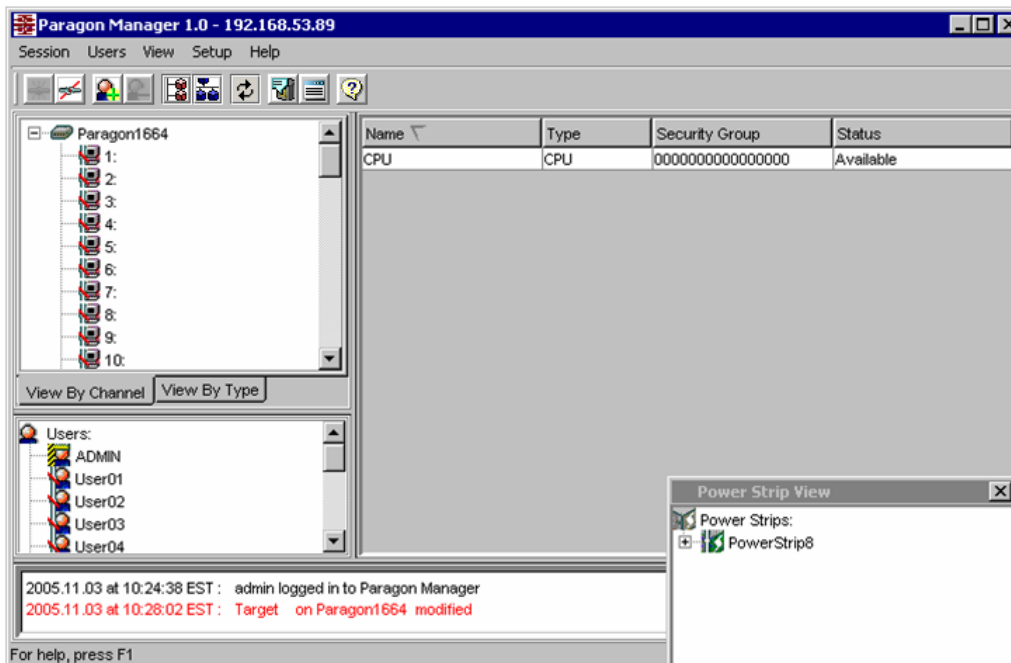 Paragon Manager 1.0 - 192.168.53.89
Session Users View Setup Help
Paragon1664
1:
2:
3:
4:
5:
6:
7:
8:
9:
10:
View By Channel View By Type
Name Type Security Group Status
CPU CPU 0000000000000000 Available
Users:
ADMIN
User01
User02
User03
User04
Power Strip View
Power Strips:
PowerStrip8
2005.11.03 at 10:24:38 EST : admin logged in to Paragon Manager
2005.11.03 at 10:28:02 EST : Target on Paragon1664 modified
For help, press F1